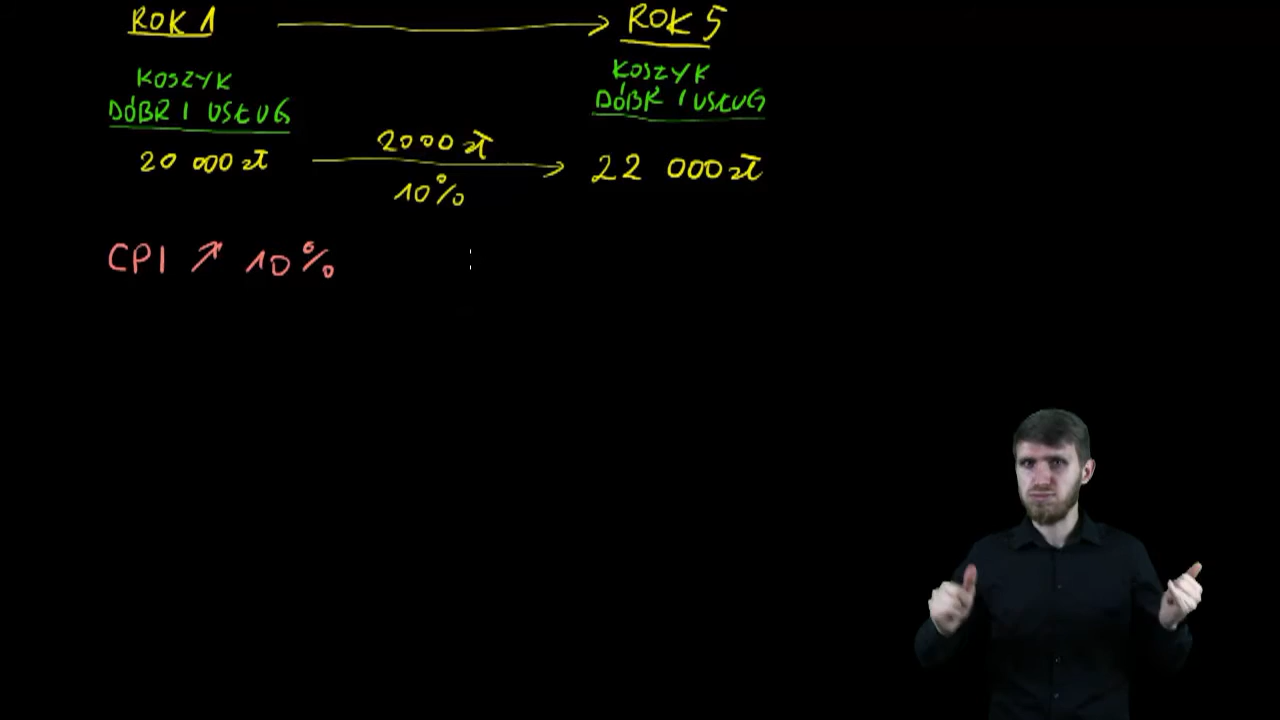 ROK 1
ROK 5
KOSZYK
DÓBR I USŁUG
KOSZYK
DÓBR I USŁUG
20 000 zł
2000 zł
10%
22 000 zł
CPI ↗ 10%